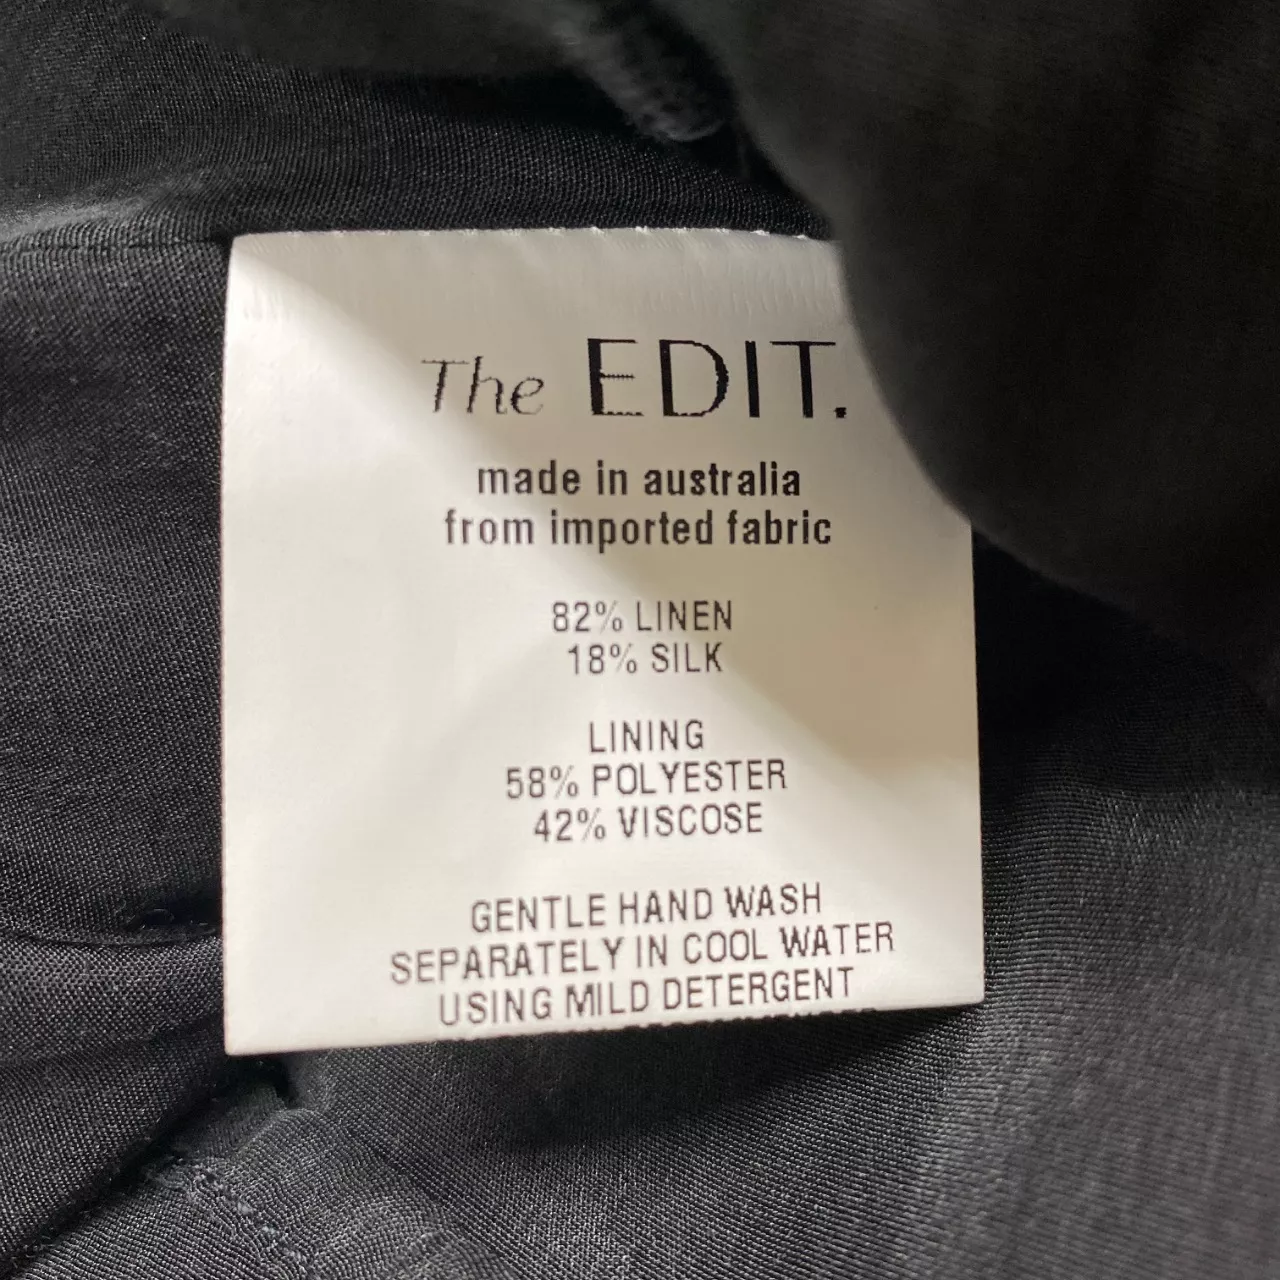 The EDIT.
made in australia
from imported fabric
82% LINEN
18% SILK
LINING
58% POLYESTER
42% VISCOSE
GENTLE HAND WASH
SEPARATELY IN COOL WATER
USING MILD DETERGENT